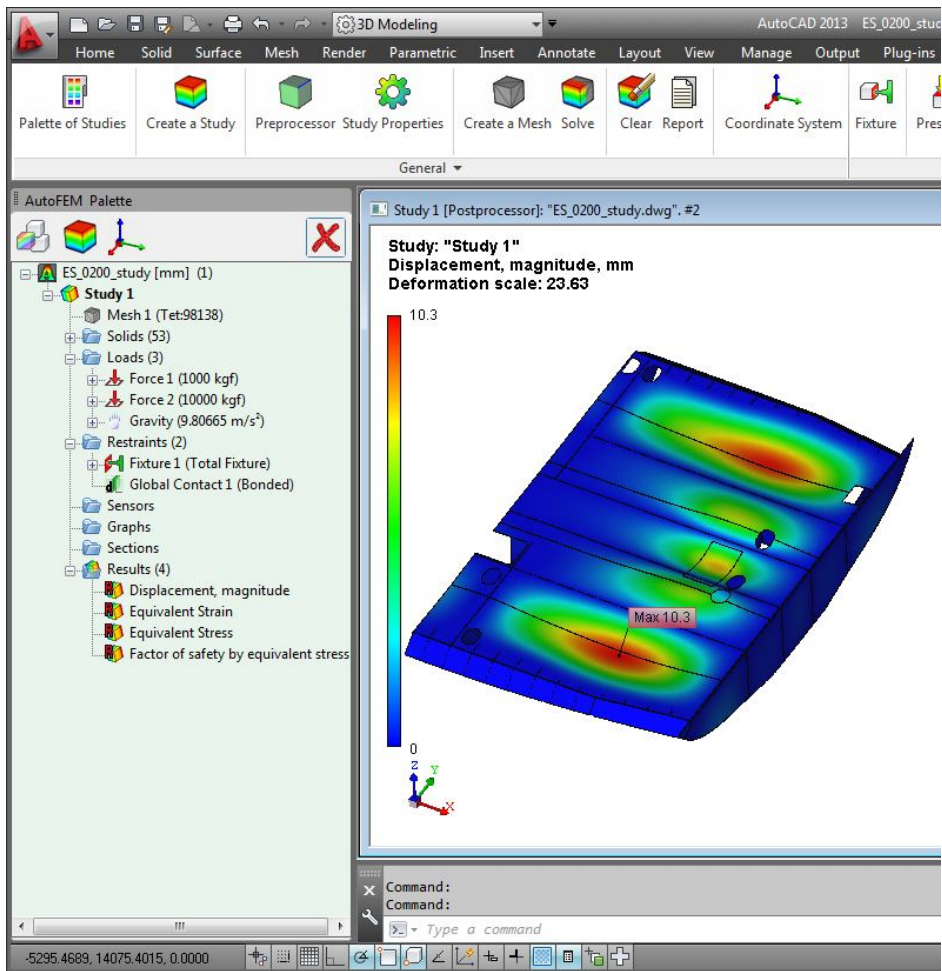 3D Modeling
AutoCAD 2013 ES_0200_stud
Home Solid Surface Mesh Render Parametric Insert Annotate Layout View Manage Output Plug-ins
Palette of Studies Create a Study Preprocessor Study Properties Create a Mesh Solve Clear Report Coordinate System Fixture Pres
General
AutoFEM Palette
ES_0200_study [mm] (1)
Study 1
Mesh 1 (Tet:98138)
Solids (53)
Loads (3)
Force 1 (1000 kgf)
Force 2 (10000 kgf)
Gravity (9.80665 m/s²)
Restraints (2)
Fixture 1 (Total Fixture)
Global Contact 1 (Bonded)
Sensors
Graphs
Sections
Results (4)
Displacement, magnitude
Equivalent Strain
Equivalent Stress
Factor of safety by equivalent stress
Study 1 [Postprocessor]: "ES_0200_study.dwg". #2
Study: "Study 1"
Displacement, magnitude, mm
Deformation scale: 23.63
10.3
Max 10.3
0
Z
Y
X
Command:
Command:
Type a command
-5295.4689, 14075.4015, 0.0000